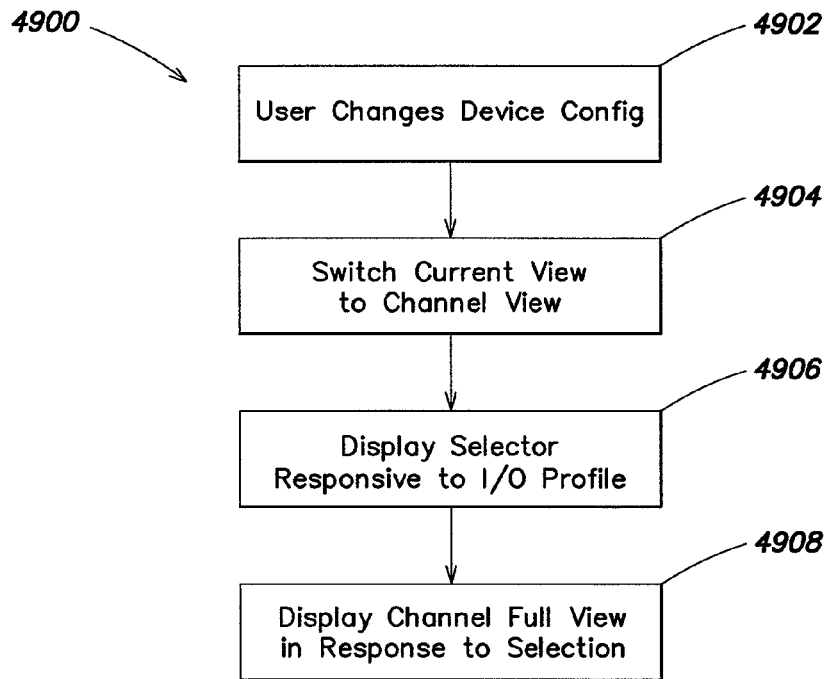 4900
4902
User Changes Device Config
4904
Switch Current View
to Channel View
4906
Display Selector
Responsive to I/O Profile
4908
Display Channel Full View
in Response to Selection